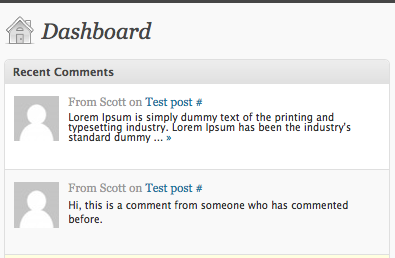 Dashboard
Recent Comments
From Scott on Test post #
Lorem Ipsum is simply dummy text of the printing and
typesetting industry. Lorem Ipsum has been the industry's
standard dummy ... »
From Scott on Test post #
Hi, this is a comment from someone who has commented
before.